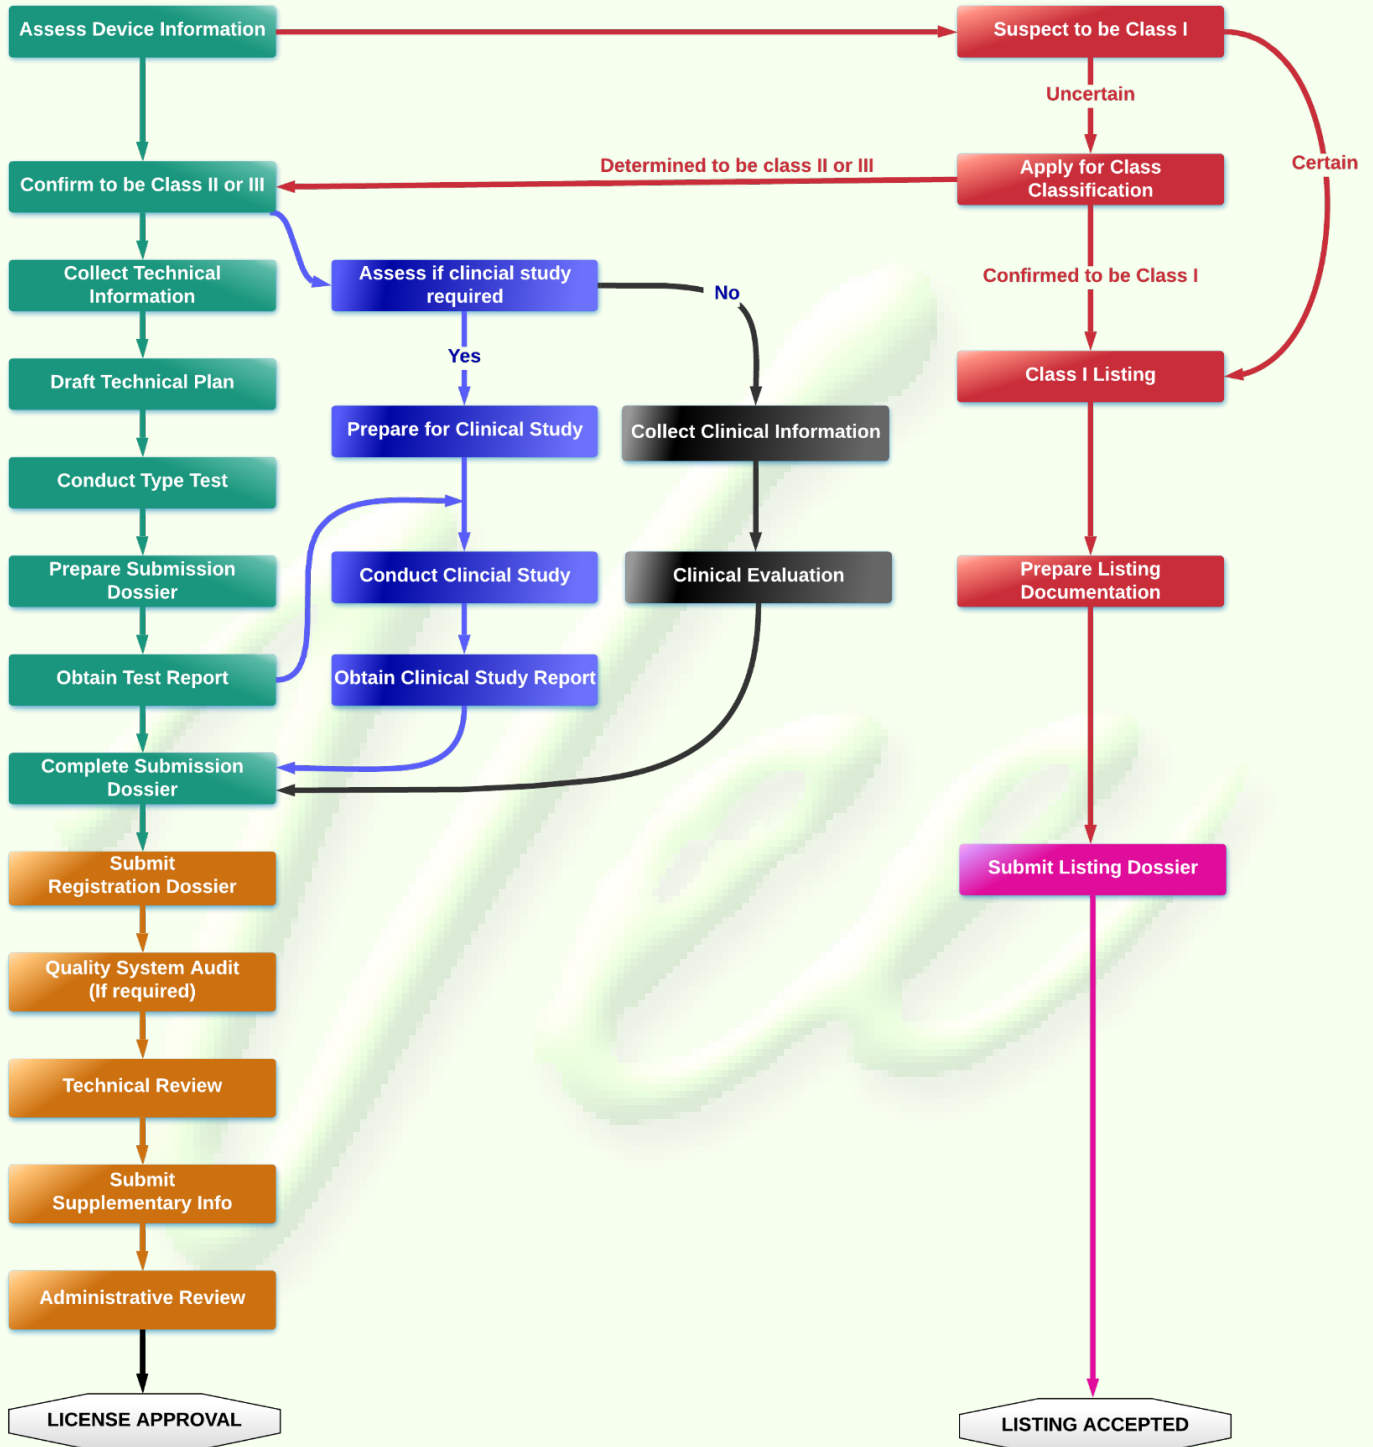 Assess Device Information
Suspect to be Class I
Uncertain
Certain
Determined to be class II or III
Apply for Class
Classification
Confirm to be Class II or III
Collect Technical
Information
Assess if clincial study
required
No
Confirmed to be Class I
Yes
Draft Technical Plan
Class I Listing
Prepare for Clinical Study
Collect Clinical Information
Conduct Type Test
Prepare Submission
Dossier
Conduct Clincial Study
Clinical Evaluation
Prepare Listing
Documentation
Obtain Test Report
Obtain Clinical Study Report
Complete Submission
Dossier
Submit
Registration Dossier
Submit Listing Dossier
Quality System Audit
(If required)
Technical Review
Submit
Supplementary Info
Administrative Review
LICENSE APPROVAL
LISTING ACCEPTED